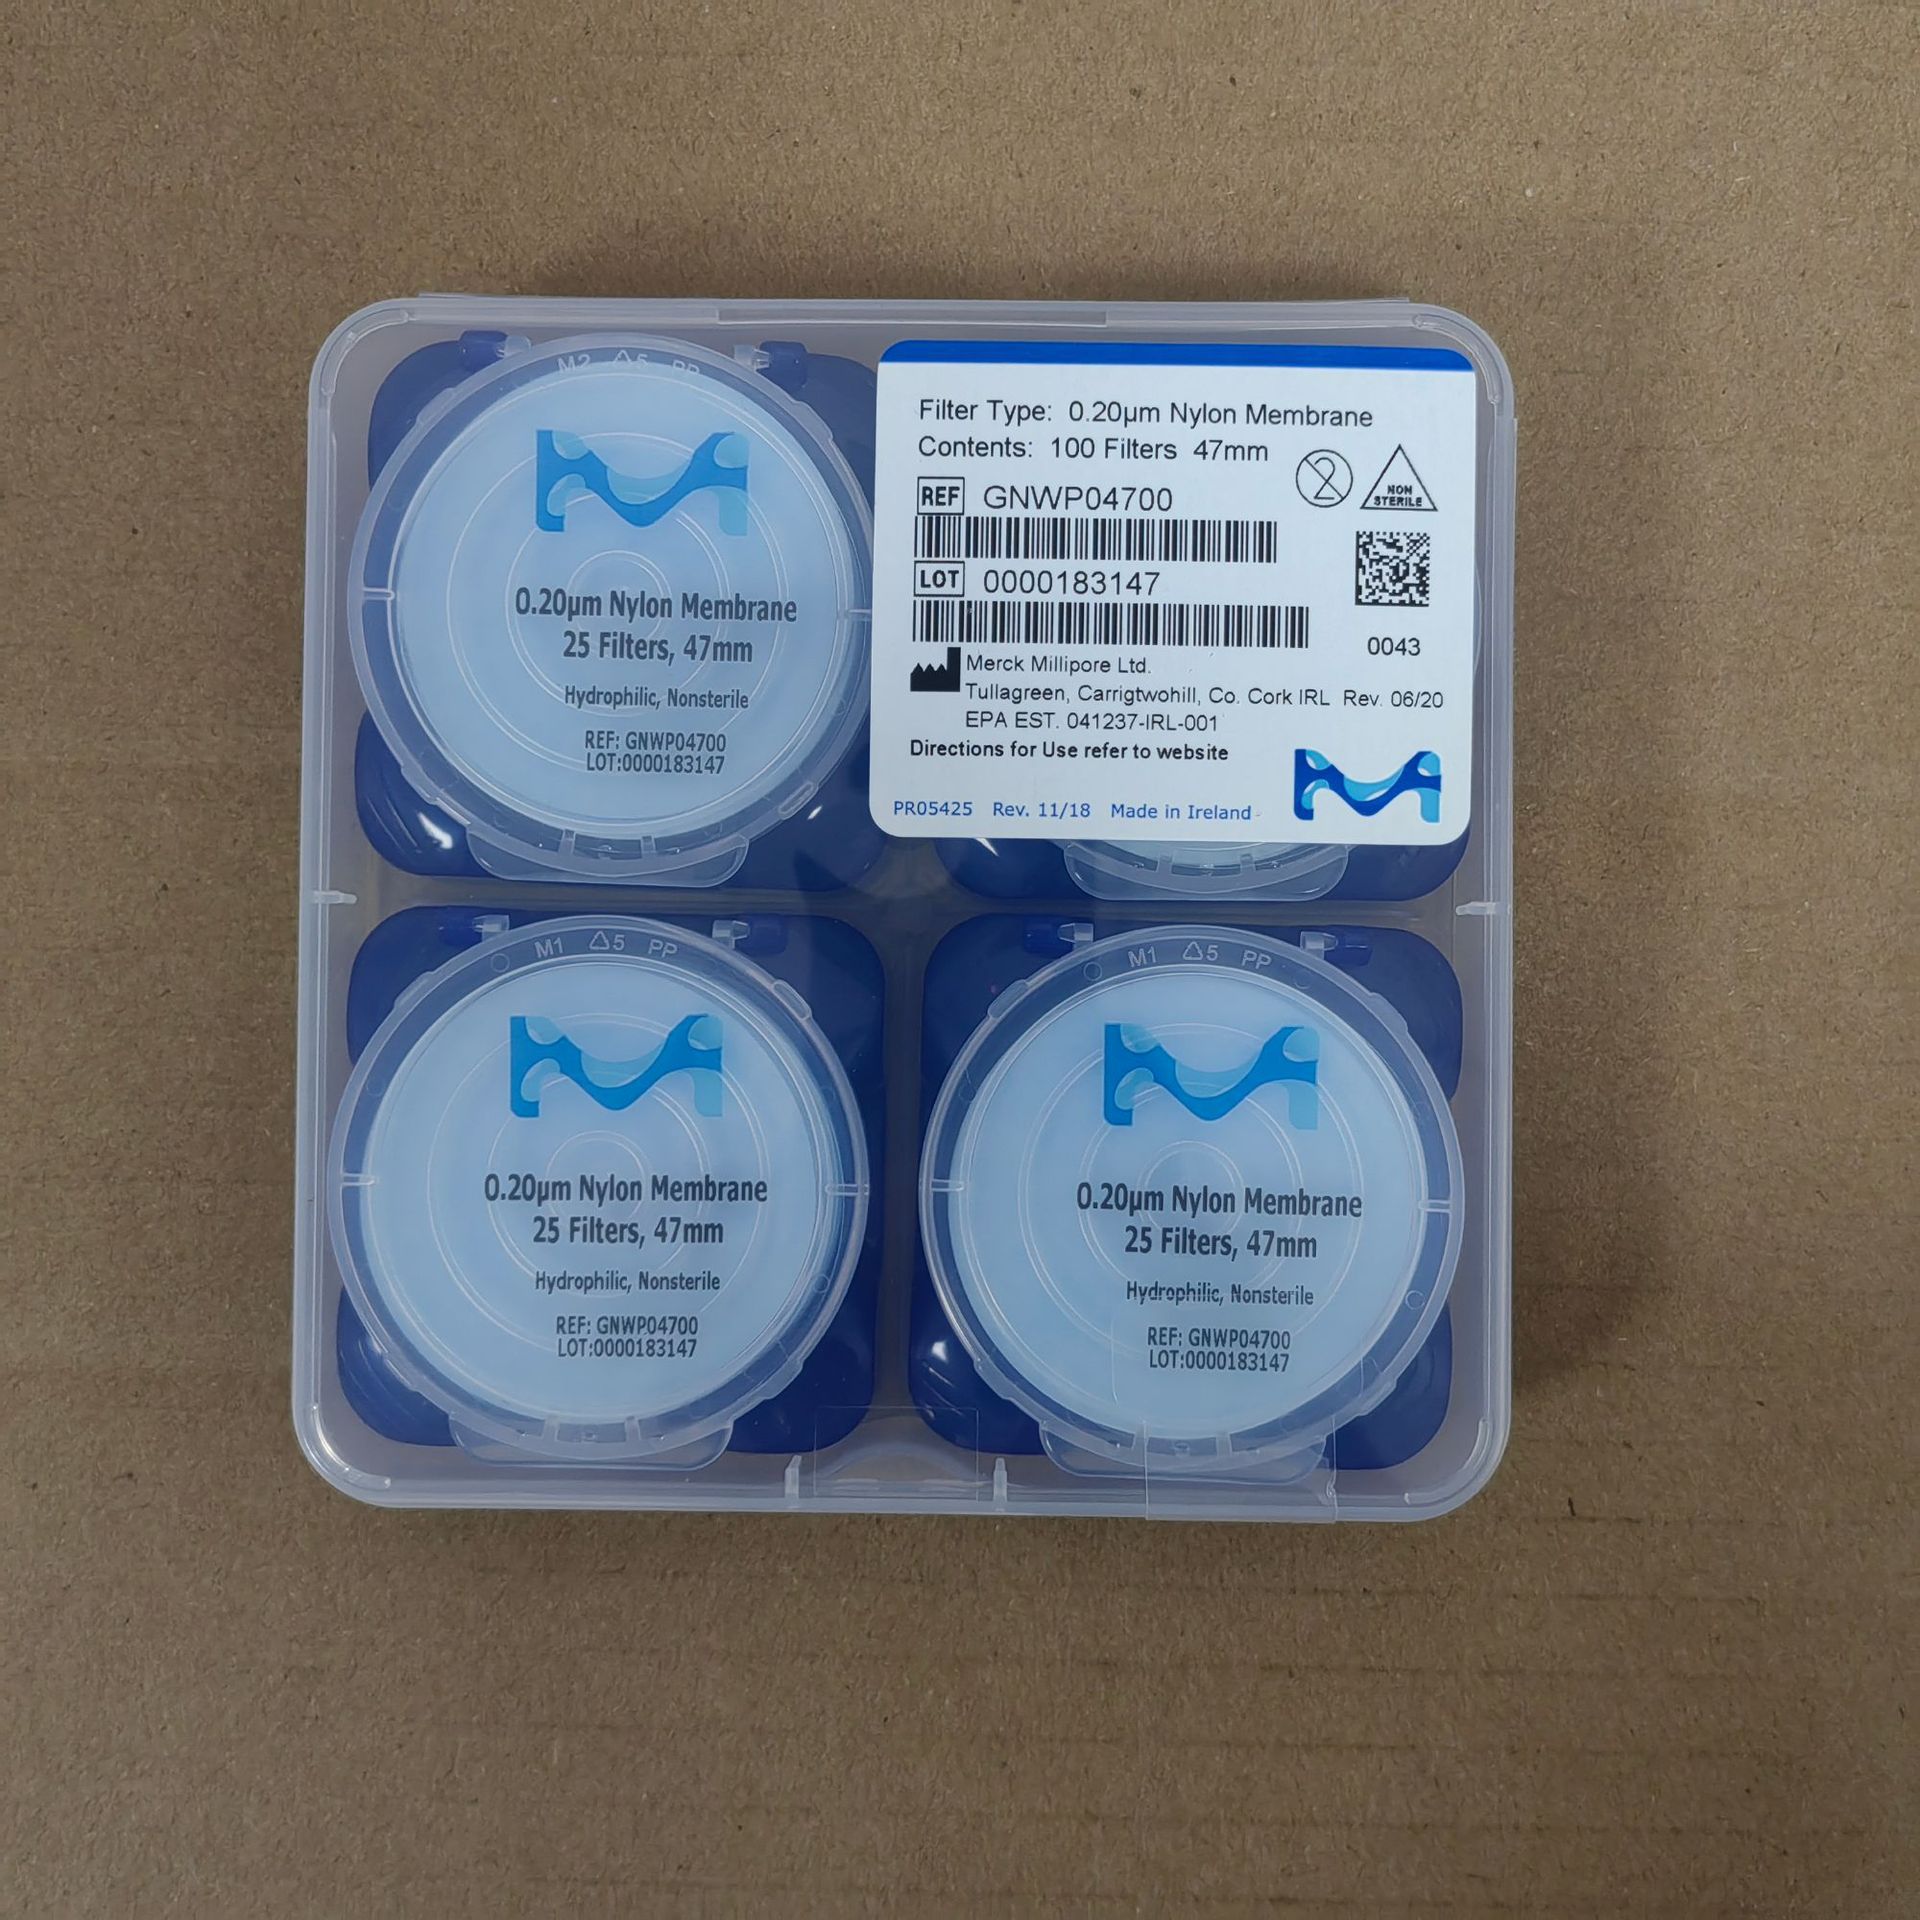 M2 5 PP
0.20µm Nylon Membrane
25 Filters, 47mm
Hydrophilic, Nonsterile
REF: GNWP04700
LOT:0000183147
Filter Type: 0.20µm Nylon Membrane
Contents: 100 Filters 47mm
2
NON
STERILE
REF GNWP04700
LOT 0000183147
0043
Merck Millipore Ltd.
Tullagreen, Carrigtwohill, Co. Cork IRL Rev. 06/20
EPA EST. 041237-IRL-001
Directions for Use refer to website
PR05425 Rev. 11/18 Made in Ireland
M1 5 PP
0.20µm Nylon Membrane
25 Filters, 47mm
Hydrophilic, Nonsterile
REF: GNWP04700
LOT:0000183147
M1 5 PP
0.20µm Nylon Membrane
25 Filters, 47mm
Hydrophilic, Nonsterile
REF: GNWP04700
LOT:0000183147